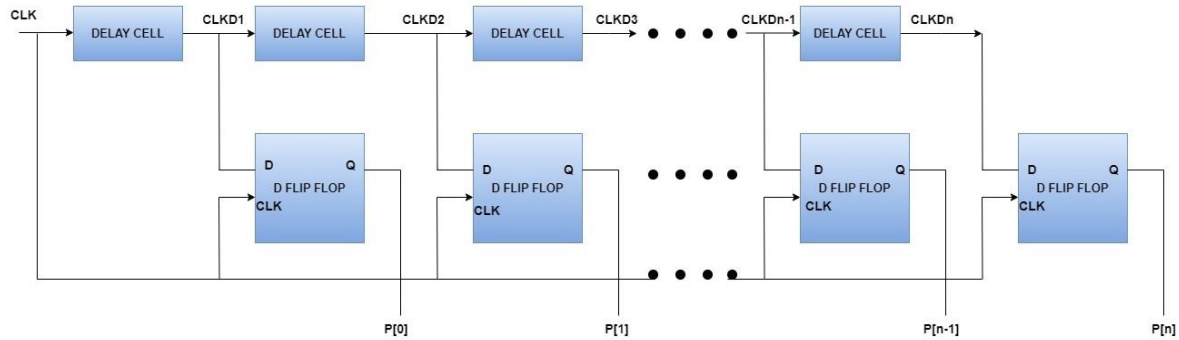 CLK
CLKD1
CLKD2
CLKD3
CLKDn-1
CLKDn
DELAY CELL
DELAY CELL
DELAY CELL
DELAY CELL
D Q
D FLIP FLOP
CLK
D Q
D FLIP FLOP
CLK
D Q
D FLIP FLOP
CLK
D Q
D FLIP FLOP
CLK
P[0]
P[1]
P[n-1]
P[n]